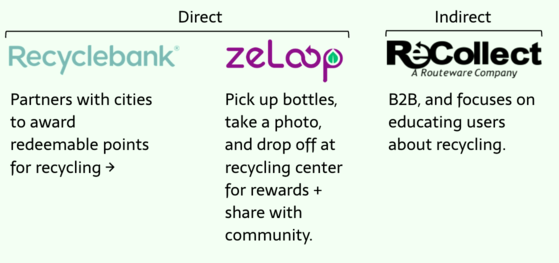 Direct
Indirect
Recyclebank®
Partners with cities
to award
redeemable points
for recycling →
zeLoop
Pick up bottles,
take a photo,
and drop off at
recycling center
for rewards +
share with
community.
ReCollect
A Routeware Company
B2B, and focuses on
educating users
about recycling.